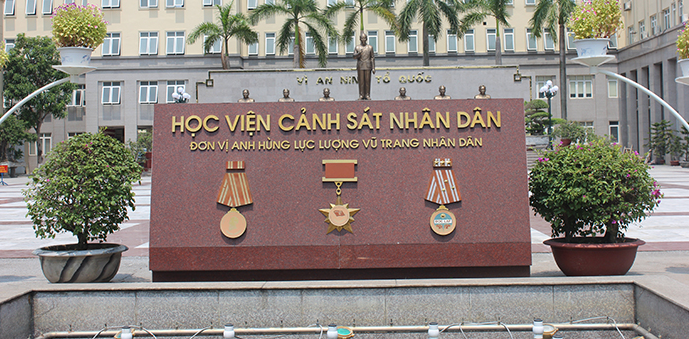 VÌ AN NINH TỔ QUỐC
HỌC VIỆN CẢNH SÁT NHÂN DÂN
ĐƠN VỊ ANH HÙNG LỰC LƯỢNG VŨ TRANG NHÂN DÂN